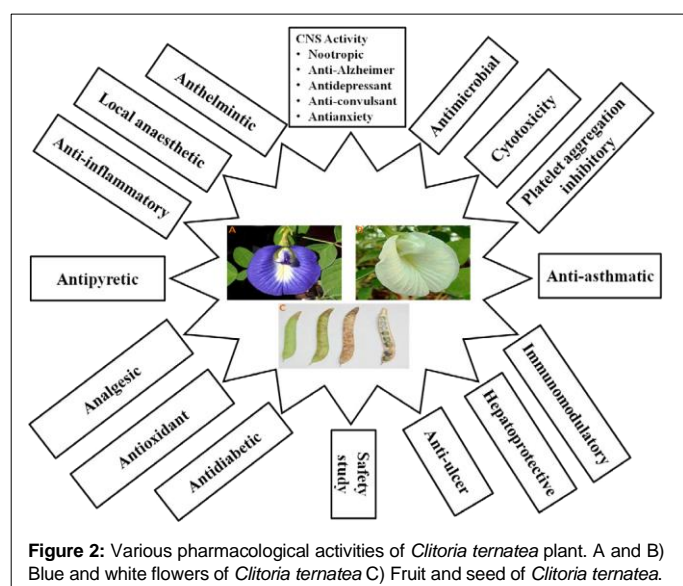 CNS Activity
• Nootropic
• Anti-Alzheimer
• Antidepressant
• Anti-convulsant
• Antianxiety
Antimicrobial
Cytotoxicity
Platelet aggregation
inhibitory
Anti-asthmatic
Immunomodulatory
Hepatoprotective
Anti-ulcer
Safety
study
Antidiabetic
Antioxidant
Analgesic
Antipyretic
Anti-inflammatory
Local anaesthetic
Anthelmintic
A
B
C
Figure 2: Various pharmacological activities of Clitoria ternatea plant. A and B)
Blue and white flowers of Clitoria ternatea C) Fruit and seed of Clitoria ternatea.